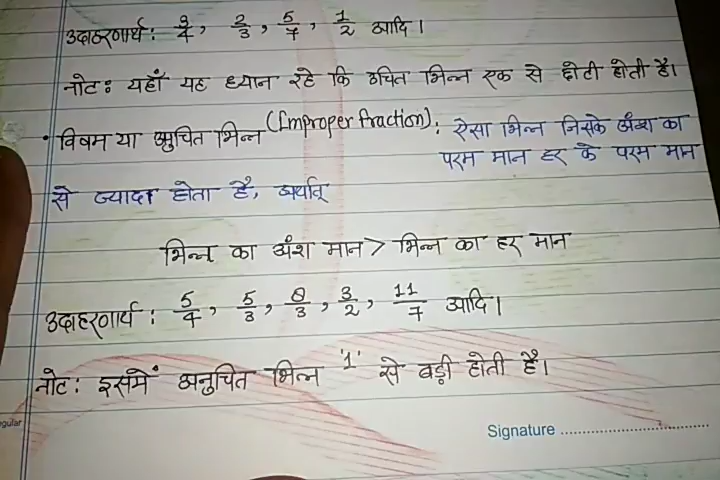 उदाहरणार्थ: 3/4, 2/3, 5/7, 1/2 आदि।
नोट: यहाँ यह ध्यान रहे कि उचित भिन्न एक से छोटी होती है।
• विषम या अनुचित भिन्न (Improper fraction): ऐसा भिन्न जिसके अंश का
परम मान हर के परम मान
से ज्यादा होता है, अर्थात्
भिन्न का अंश मान > भिन्न का हर मान
उदाहरणार्थ: 5/4, 5/3, 8/3, 3/2, 11/7 आदि।
नोट: इसमें अनुचित भिन्न '1' से बड़ी होती है।
gular
Signature ..................................